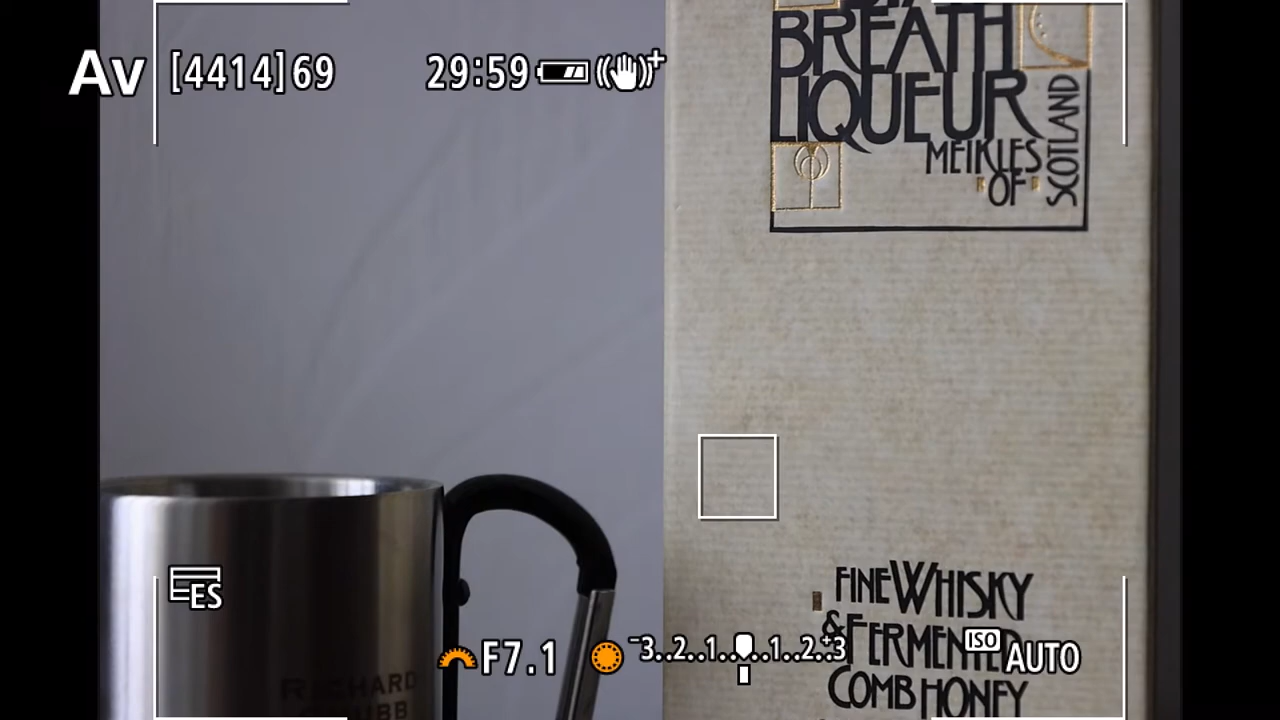 Av [4414]69 29:59
BREATH
LIQUEUR
MEIKLES
OF
SCOTLAND
FINE WHISKY
& FERMENTED
COMB HONEY
RICHARD
ES
F7.1 -3..2..1..0..1..2..+3 ISO AUTO